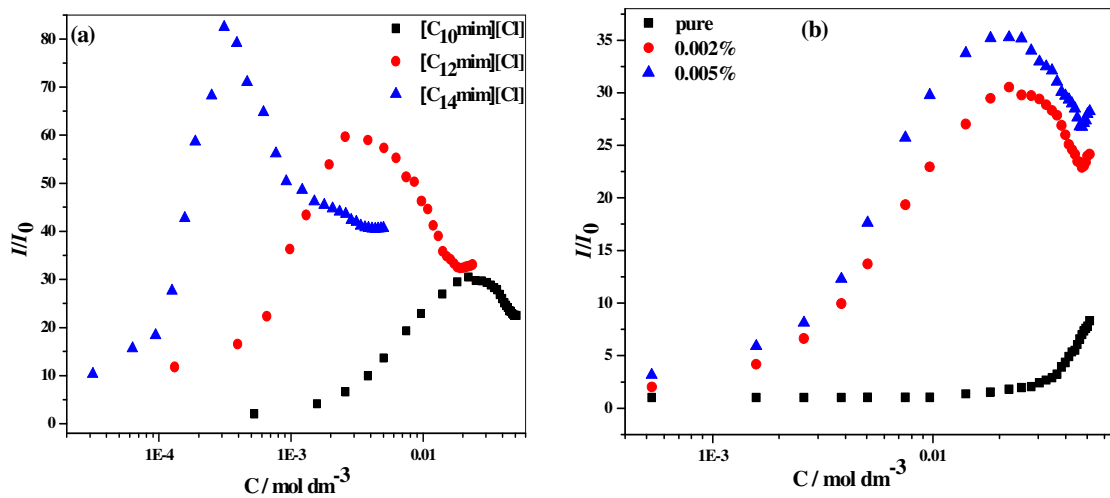 (a)
[C10mim][Cl]
[C12mim][Cl]
[C14mim][Cl]
I/I0
80
70
60
50
40
30
20
10
0
1E-4 1E-3 0.01
C / mol dm-3
pure
0.002%
0.005%
(b)
I/I0
35
30
25
20
15
10
5
0
1E-3 0.01
C / mol dm-3